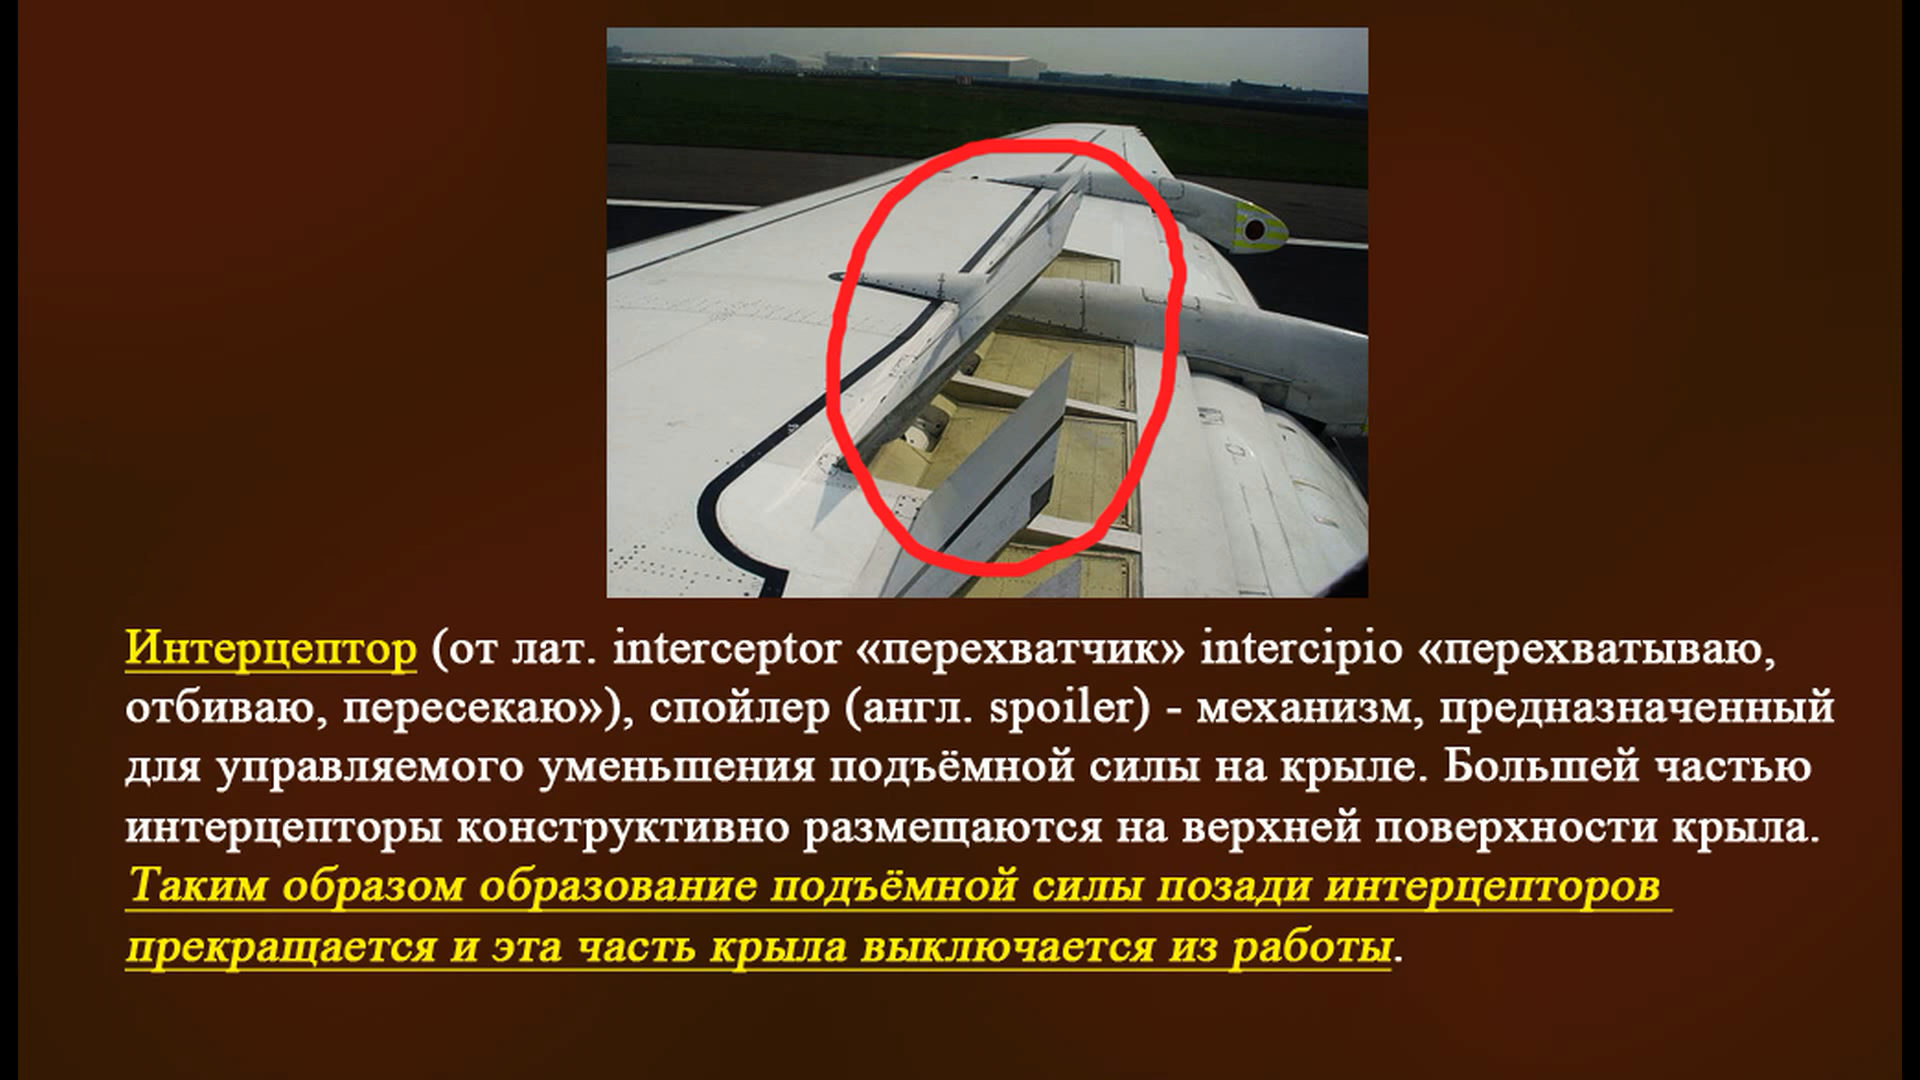 Интерцептор (от лат. interceptor «перехватчик» intercipio «перехватываю,
отбиваю, пересекаю»), спойлер (англ. spoiler) - механизм, предназначенный
для управляемого уменьшения подъёмной силы на крыле. Большей частью
интерцепторы конструктивно размещаются на верхней поверхности крыла.
Таким образом образование подъёмной силы позади интерцепторов
прекращается и эта часть крыла выключается из работы.